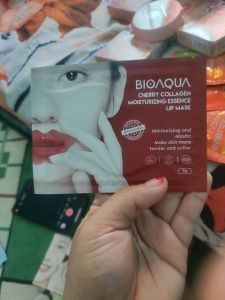 BIOAQUA
CHERRY COLLAGEN
MOISTURIZING ESSENCE
LIP MASK
Moisturizing and
elastic
Make skin more
tender and softer